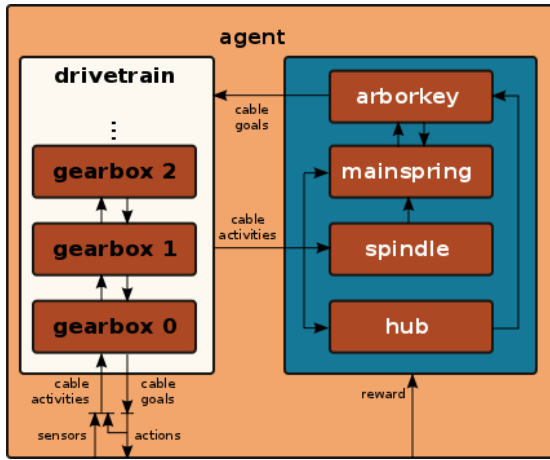 agent
drivetrain
...
gearbox 2
gearbox 1
gearbox 0
cable
activities
cable
goals
sensors
actions
cable
goals
cable
activities
arborkey
mainspring
spindle
hub
reward